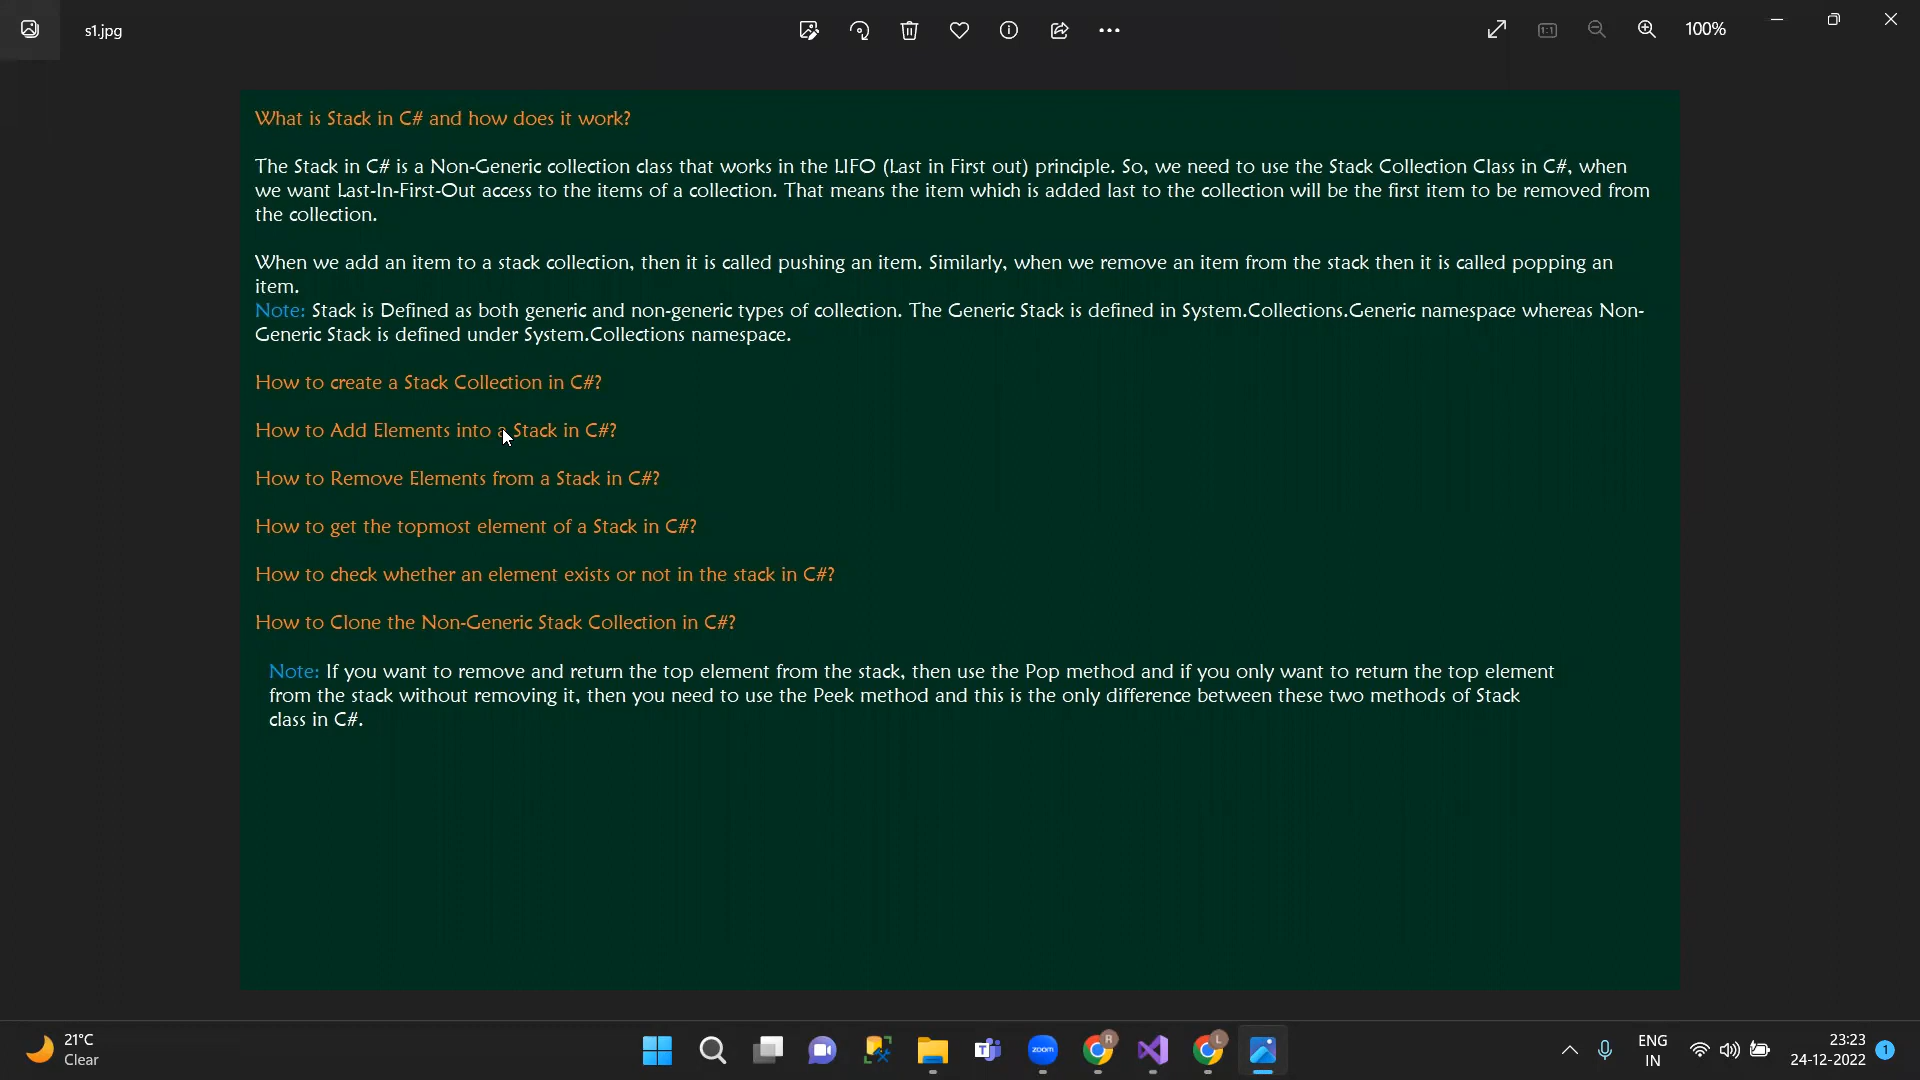 s1.jpg
100%
What is Stack in C# and how does it work?
The Stack in C# is a Non-Generic collection class that works in the LIFO (Last in First out) principle. So, we need to use the Stack Collection Class in C#, when
we want Last-In-First-Out access to the items of a collection. That means the item which is added last to the collection will be the first item to be removed from
the collection.
When we add an item to a stack collection, then it is called pushing an item. Similarly, when we remove an item from the stack then it is called popping an
item.
Note: Stack is Defined as both generic and non-generic types of collection. The Generic Stack is defined in System.Collections.Generic namespace whereas Non-
Generic Stack is defined under System.Collections namespace.
How to create a Stack Collection in C#?
How to Add Elements into a Stack in C#?
How to Remove Elements from a Stack in C#?
How to get the topmost element of a Stack in C#?
How to check whether an element exists or not in the stack in C#?
How to Clone the Non-Generic Stack Collection in C#?
Note: If you want to remove and return the top element from the stack, then use the Pop method and if you only want to return the top element
from the stack without removing it, then you need to use the Peek method and this is the only difference between these two methods of Stack
class in C#.
21°C
Clear
zoom
R
L
ENG
IN
23:23
24-12-2022
1